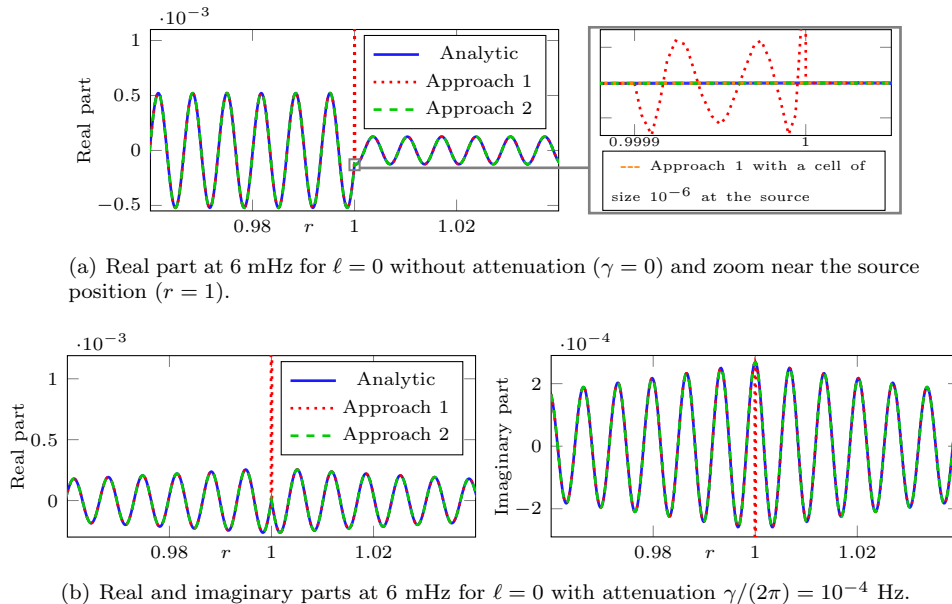 ·10⁻³
1
0.5
0
−0.5
Real part
0.98
r
1
1.02
Analytic
Approach 1
Approach 2
0.9999
1
Approach 1 with a cell of
size 10⁻⁶ at the source
(a) Real part at 6 mHz for ℓ = 0 without attenuation (γ = 0) and zoom near the source
position (r = 1).
·10⁻³
1
0.5
0
Real part
0.98
r
1
1.02
Analytic
Approach 1
Approach 2
·10⁻⁴
2
0
−2
Imaginary part
0.98
r
1
1.02
(b) Real and imaginary parts at 6 mHz for ℓ = 0 with attenuation γ/(2π) = 10⁻⁴ Hz.